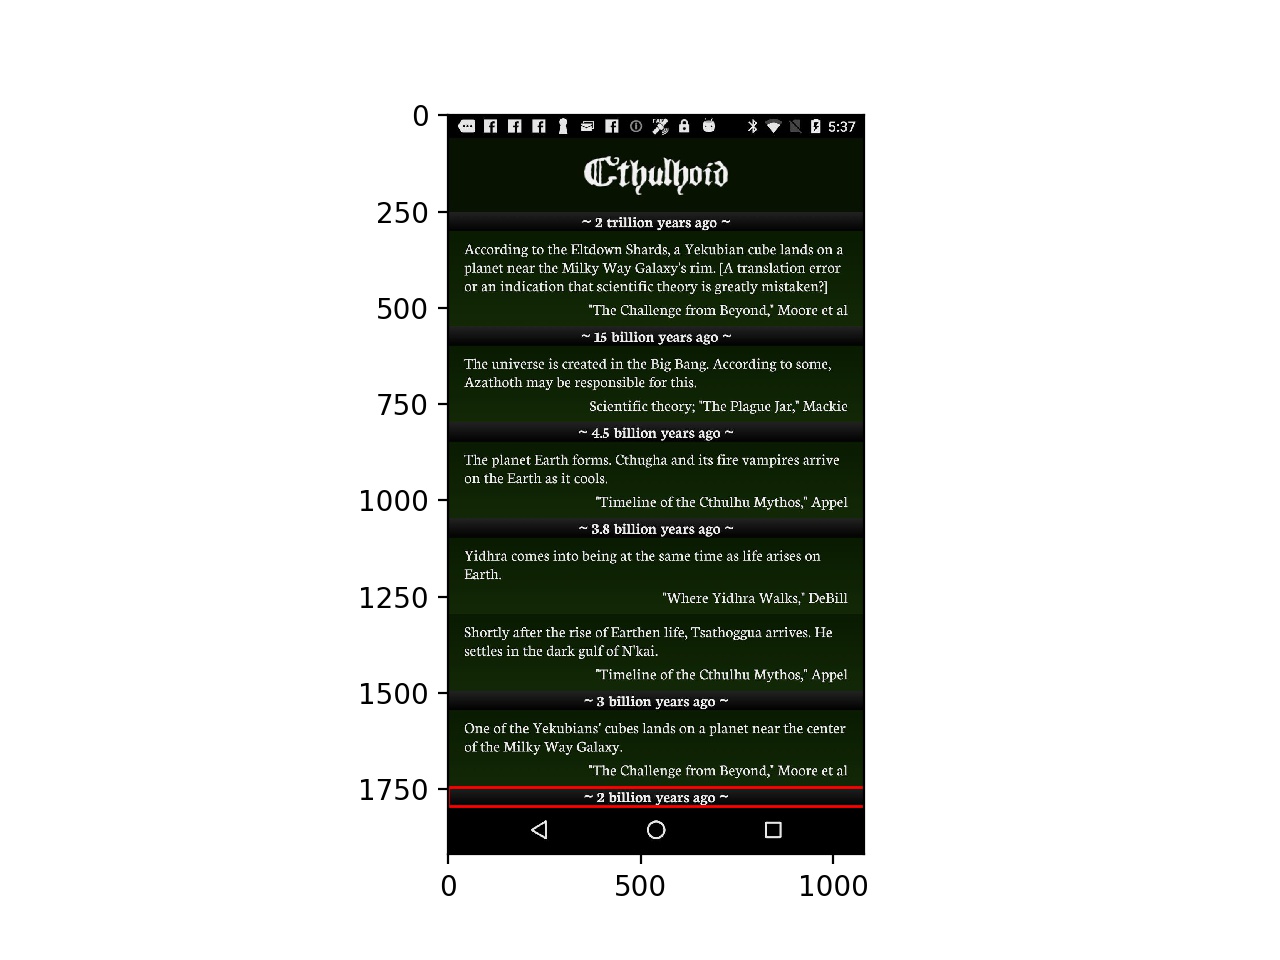 0
250
500
750
1000
1250
1500
1750
0
500
1000
5:37
Cthulhoid
~ 2 trillion years ago ~
According to the Eltdown Shards, a Yekubian cube lands on a
planet near the Milky Way Galaxy's rim. [A translation error
or an indication that scientific theory is greatly mistaken?]
"The Challenge from Beyond," Moore et al
~ 15 billion years ago ~
The universe is created in the Big Bang. According to some,
Azathoth may be responsible for this.
Scientific theory; "The Plague Jar," Mackie
~ 4.5 billion years ago ~
The planet Earth forms. Cthugha and its fire vampires arrive
on the Earth as it cools.
"Timeline of the Cthulhu Mythos," Appel
~ 3.8 billion years ago ~
Yidhra comes into being at the same time as life arises on
Earth.
"Where Yidhra Walks," DeBill
Shortly after the rise of Earthen life, Tsathoggua arrives. He
settles in the dark gulf of N'kai.
"Timeline of the Cthulhu Mythos," Appel
~ 3 billion years ago ~
One of the Yekubians' cubes lands on a planet near the center
of the Milky Way Galaxy.
"The Challenge from Beyond," Moore et al
~ 2 billion years ago ~